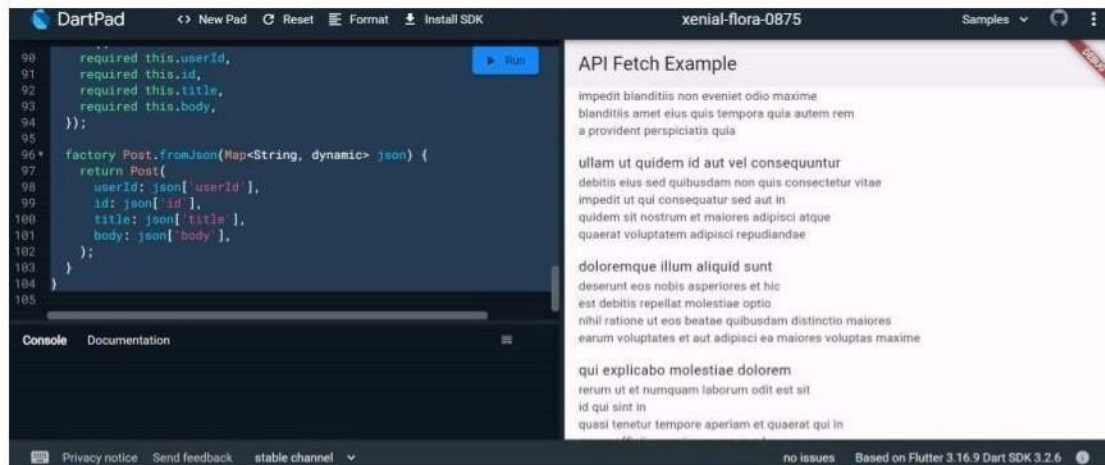 DartPad
<> New Pad
Reset
Format
Install SDK
xenial-flora-0875
Samples
90 required this.userId,
91 required this.id,
92 required this.title,
93 required this.body,
94 });
95
96 factory Post.fromJson(Map<String, dynamic> json) {
97 return Post(
98 userId: json['userId'],
99 id: json['id'],
100 title: json['title'],
101 body: json['body'],
102 );
103 }
104 }
105
Run
Console Documentation
API Fetch Example
DEBUG
impedit blanditiis non eveniet odio maxime
blanditiis amet eius quis tempora quia autem rem
a provident perspiciatis quia
ullam ut quidem id aut vel consequuntur
debitis eius sed quibusdam non quis consectetur vitae
impedit ut qui consequatur sed aut in
quidem sit nostrum et maiores adipisci atque
quaerat voluptatem adipisci repudiandae
doloremque illum aliquid sunt
deserunt eos nobis asperiores et hic
est debitis repellat molestiae optio
nihil ratione ut eos beatae quibusdam distinctio maiores
earum voluptates et aut adipisci ea maiores voluptas maxime
qui explicabo molestiae dolorem
rerum ut et numquam laborum odit est sit
id qui sint in
quasi tenetur tempore aperiam et quaerat qui in
Privacy notice Send feedback stable channel
no issues Based on Flutter 3.16.9 Dart SDK 3.2.6